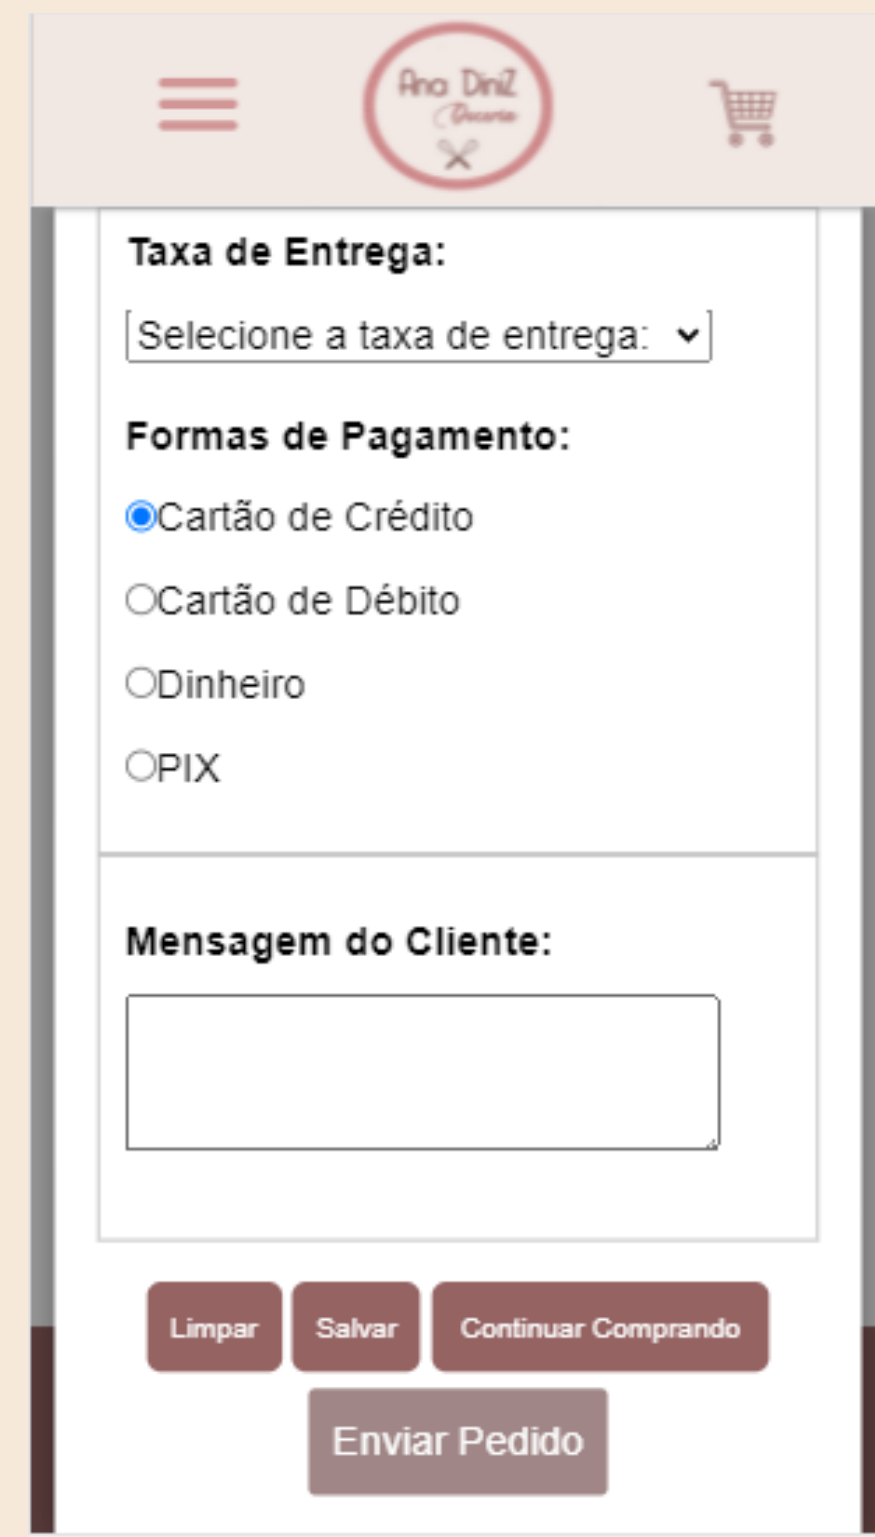 Ana DiniZ
Doceria
Taxa de Entrega:
Selecione a taxa de entrega:
Formas de Pagamento:
Cartão de Crédito
Cartão de Débito
Dinheiro
PIX
Mensagem do Cliente:
Limpar Salvar Continuar Comprando
Enviar Pedido